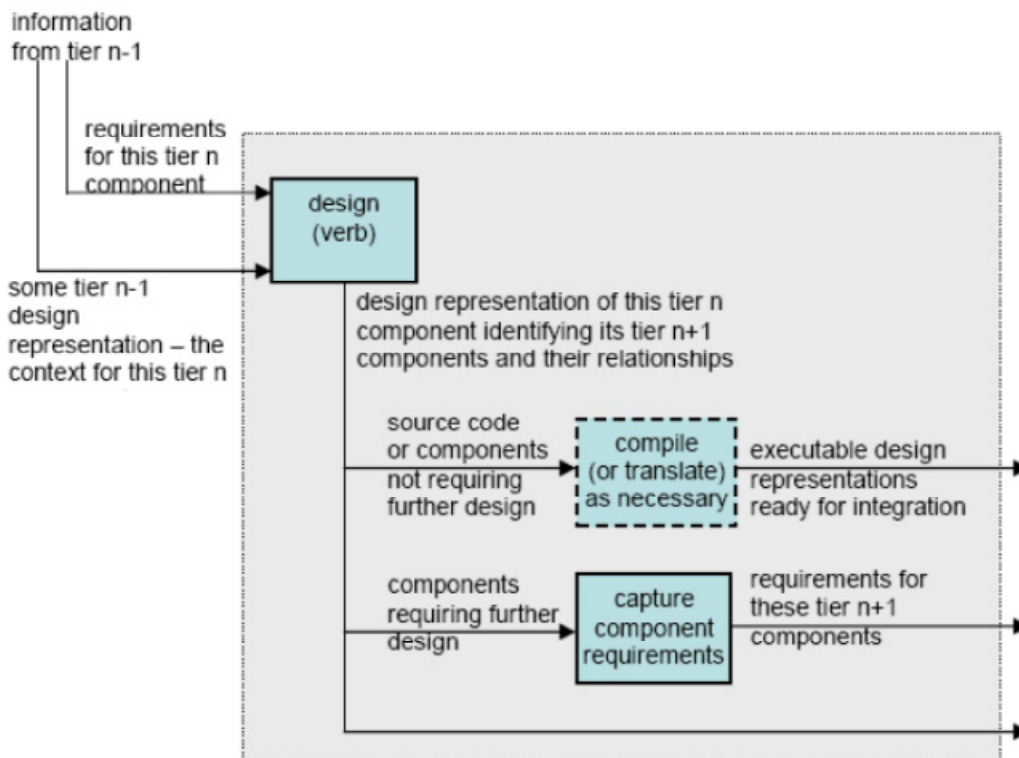 information
from tier n-1
requirements
for this tier n
component
design
(verb)
some tier n-1
design
representation – the
context for this tier n
design representation of this tier n
component identifying its tier n+1
components and their relationships
source code
or components
not requiring
further design
compile
(or translate)
as necessary
executable design
representations
ready for integration
components
requiring further
design
capture
component
requirements
requirements for
these tier n+1
components